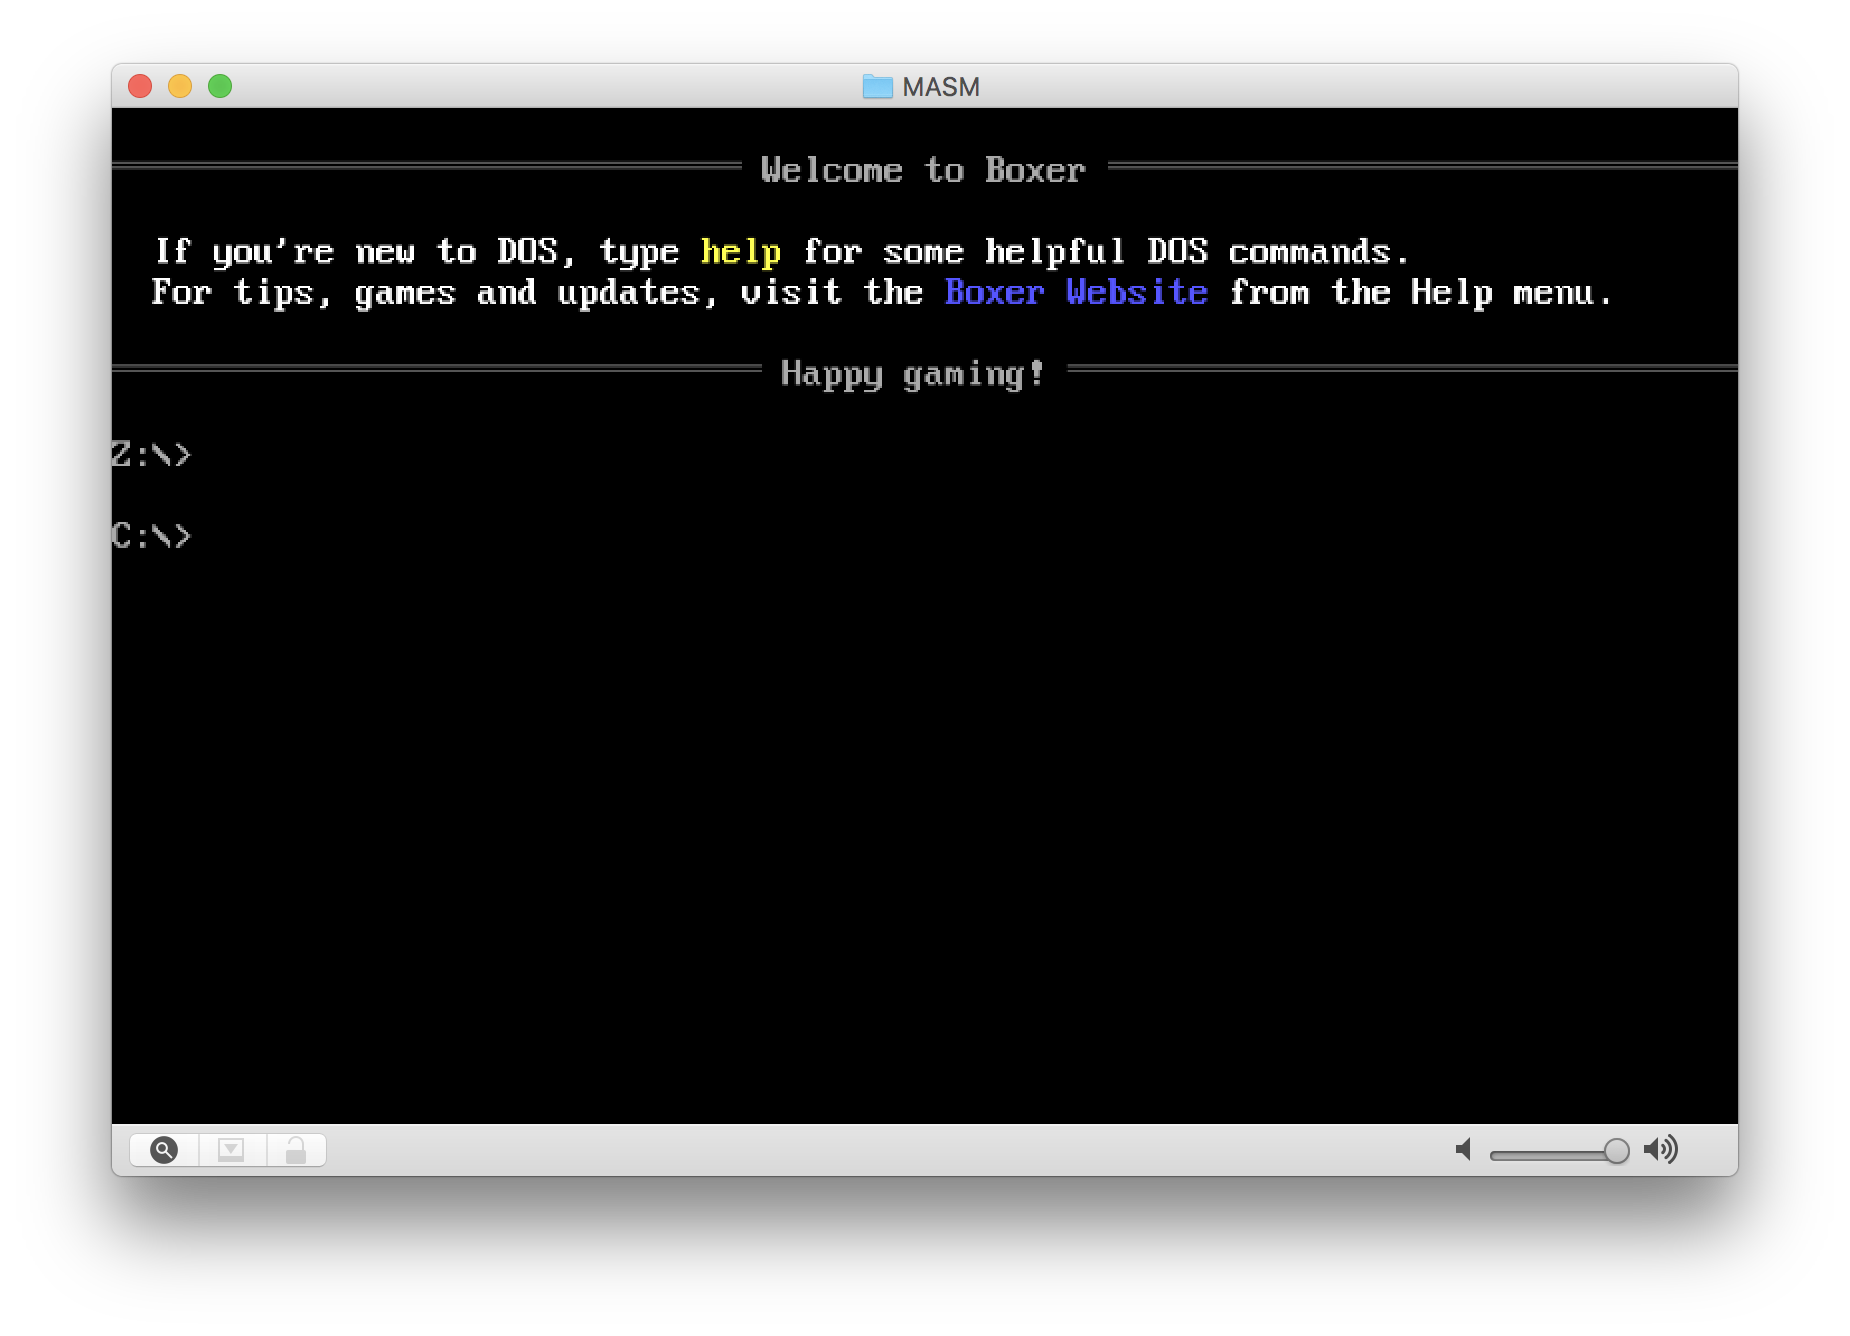 MASM
Welcome to Boxer
If you're new to DOS, type help for some helpful DOS commands.
For tips, games and updates, visit the Boxer Website from the Help menu.
Happy gaming!
Z:\>
C:\>